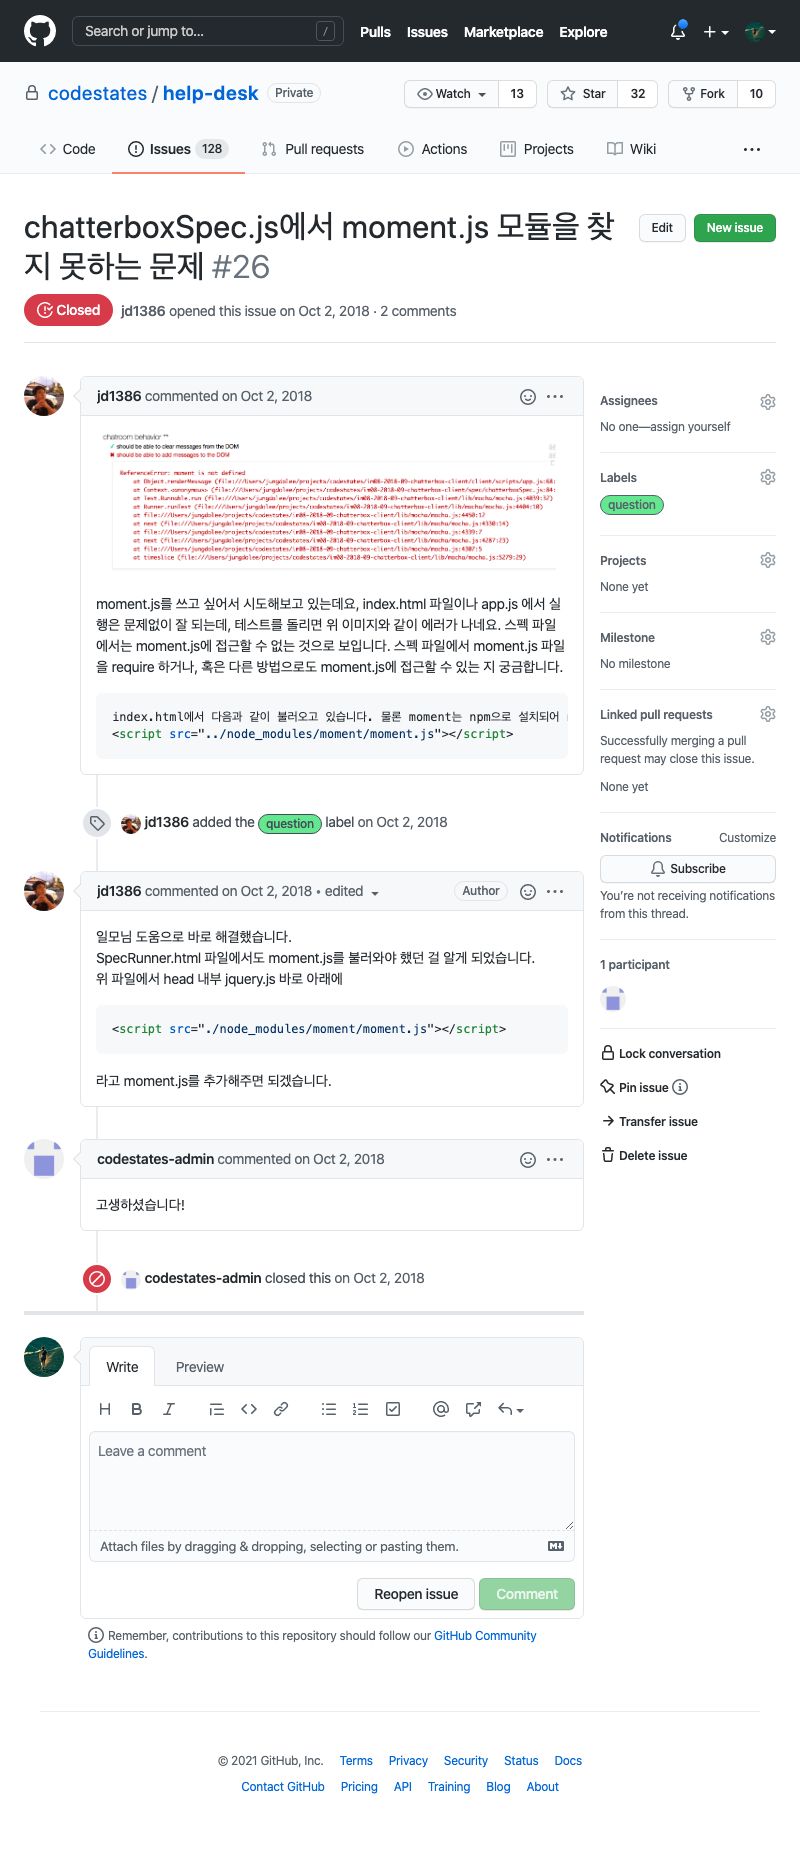 Search or jump to... /
Pulls Issues Marketplace Explore
codestates / help-desk Private
Watch 13 Star 32 Fork 10
Code Issues 128 Pull requests Actions Projects Wiki
chatterboxSpec.js에서 moment.js 모듈을 찾
지 못하는 문제 #26
Edit New issue
Closed jd1386 opened this issue on Oct 2, 2018 · 2 comments
jd1386 commented on Oct 2, 2018
chatroom behavior
should be able to clear messages from the DOM
should be able to add messages to the DOM
ReferenceError: moment is not defined
moment.js를 쓰고 싶어서 시도해보고 있는데요, index.html 파일이나 app.js 에서 실
행은 문제없이 잘 되는데, 테스트를 돌리면 위 이미지와 같이 에러가 나네요. 스펙 파일
에서는 moment.js에 접근할 수 없는 것으로 보입니다. 스펙 파일에서 moment.js 파일
을 require 하거나, 혹은 다른 방법으로도 moment.js에 접근할 수 있는 지 궁금합니다.
index.html에서 다음과 같이 불러오고 있습니다. 물론 moment는 npm으로 설치되어
<script src="../node_modules/moment/moment.js"></script>
jd1386 added the question label on Oct 2, 2018
jd1386 commented on Oct 2, 2018 • edited Author
일모님 도움으로 바로 해결했습니다.
SpecRunner.html 파일에서도 moment.js를 불러와야 했던 걸 알게 되었습니다.
위 파일에서 head 내부 jquery.js 바로 아래에
<script src="./node_modules/moment/moment.js"></script>
라고 moment.js를 추가해주면 되겠습니다.
codestates-admin commented on Oct 2, 2018
고생하셨습니다!
codestates-admin closed this on Oct 2, 2018
Write Preview
H B I
Leave a comment
Attach files by dragging & dropping, selecting or pasting them.
Reopen issue Comment
Remember, contributions to this repository should follow our GitHub Community
Guidelines.
Assignees
No one—assign yourself
Labels
question
Projects
None yet
Milestone
No milestone
Linked pull requests
Successfully merging a pull
request may close this issue.
None yet
Notifications Customize
Subscribe
You're not receiving notifications
from this thread.
1 participant
Lock conversation
Pin issue
Transfer issue
Delete issue
© 2021 GitHub, Inc. Terms Privacy Security Status Docs
Contact GitHub Pricing API Training Blog About